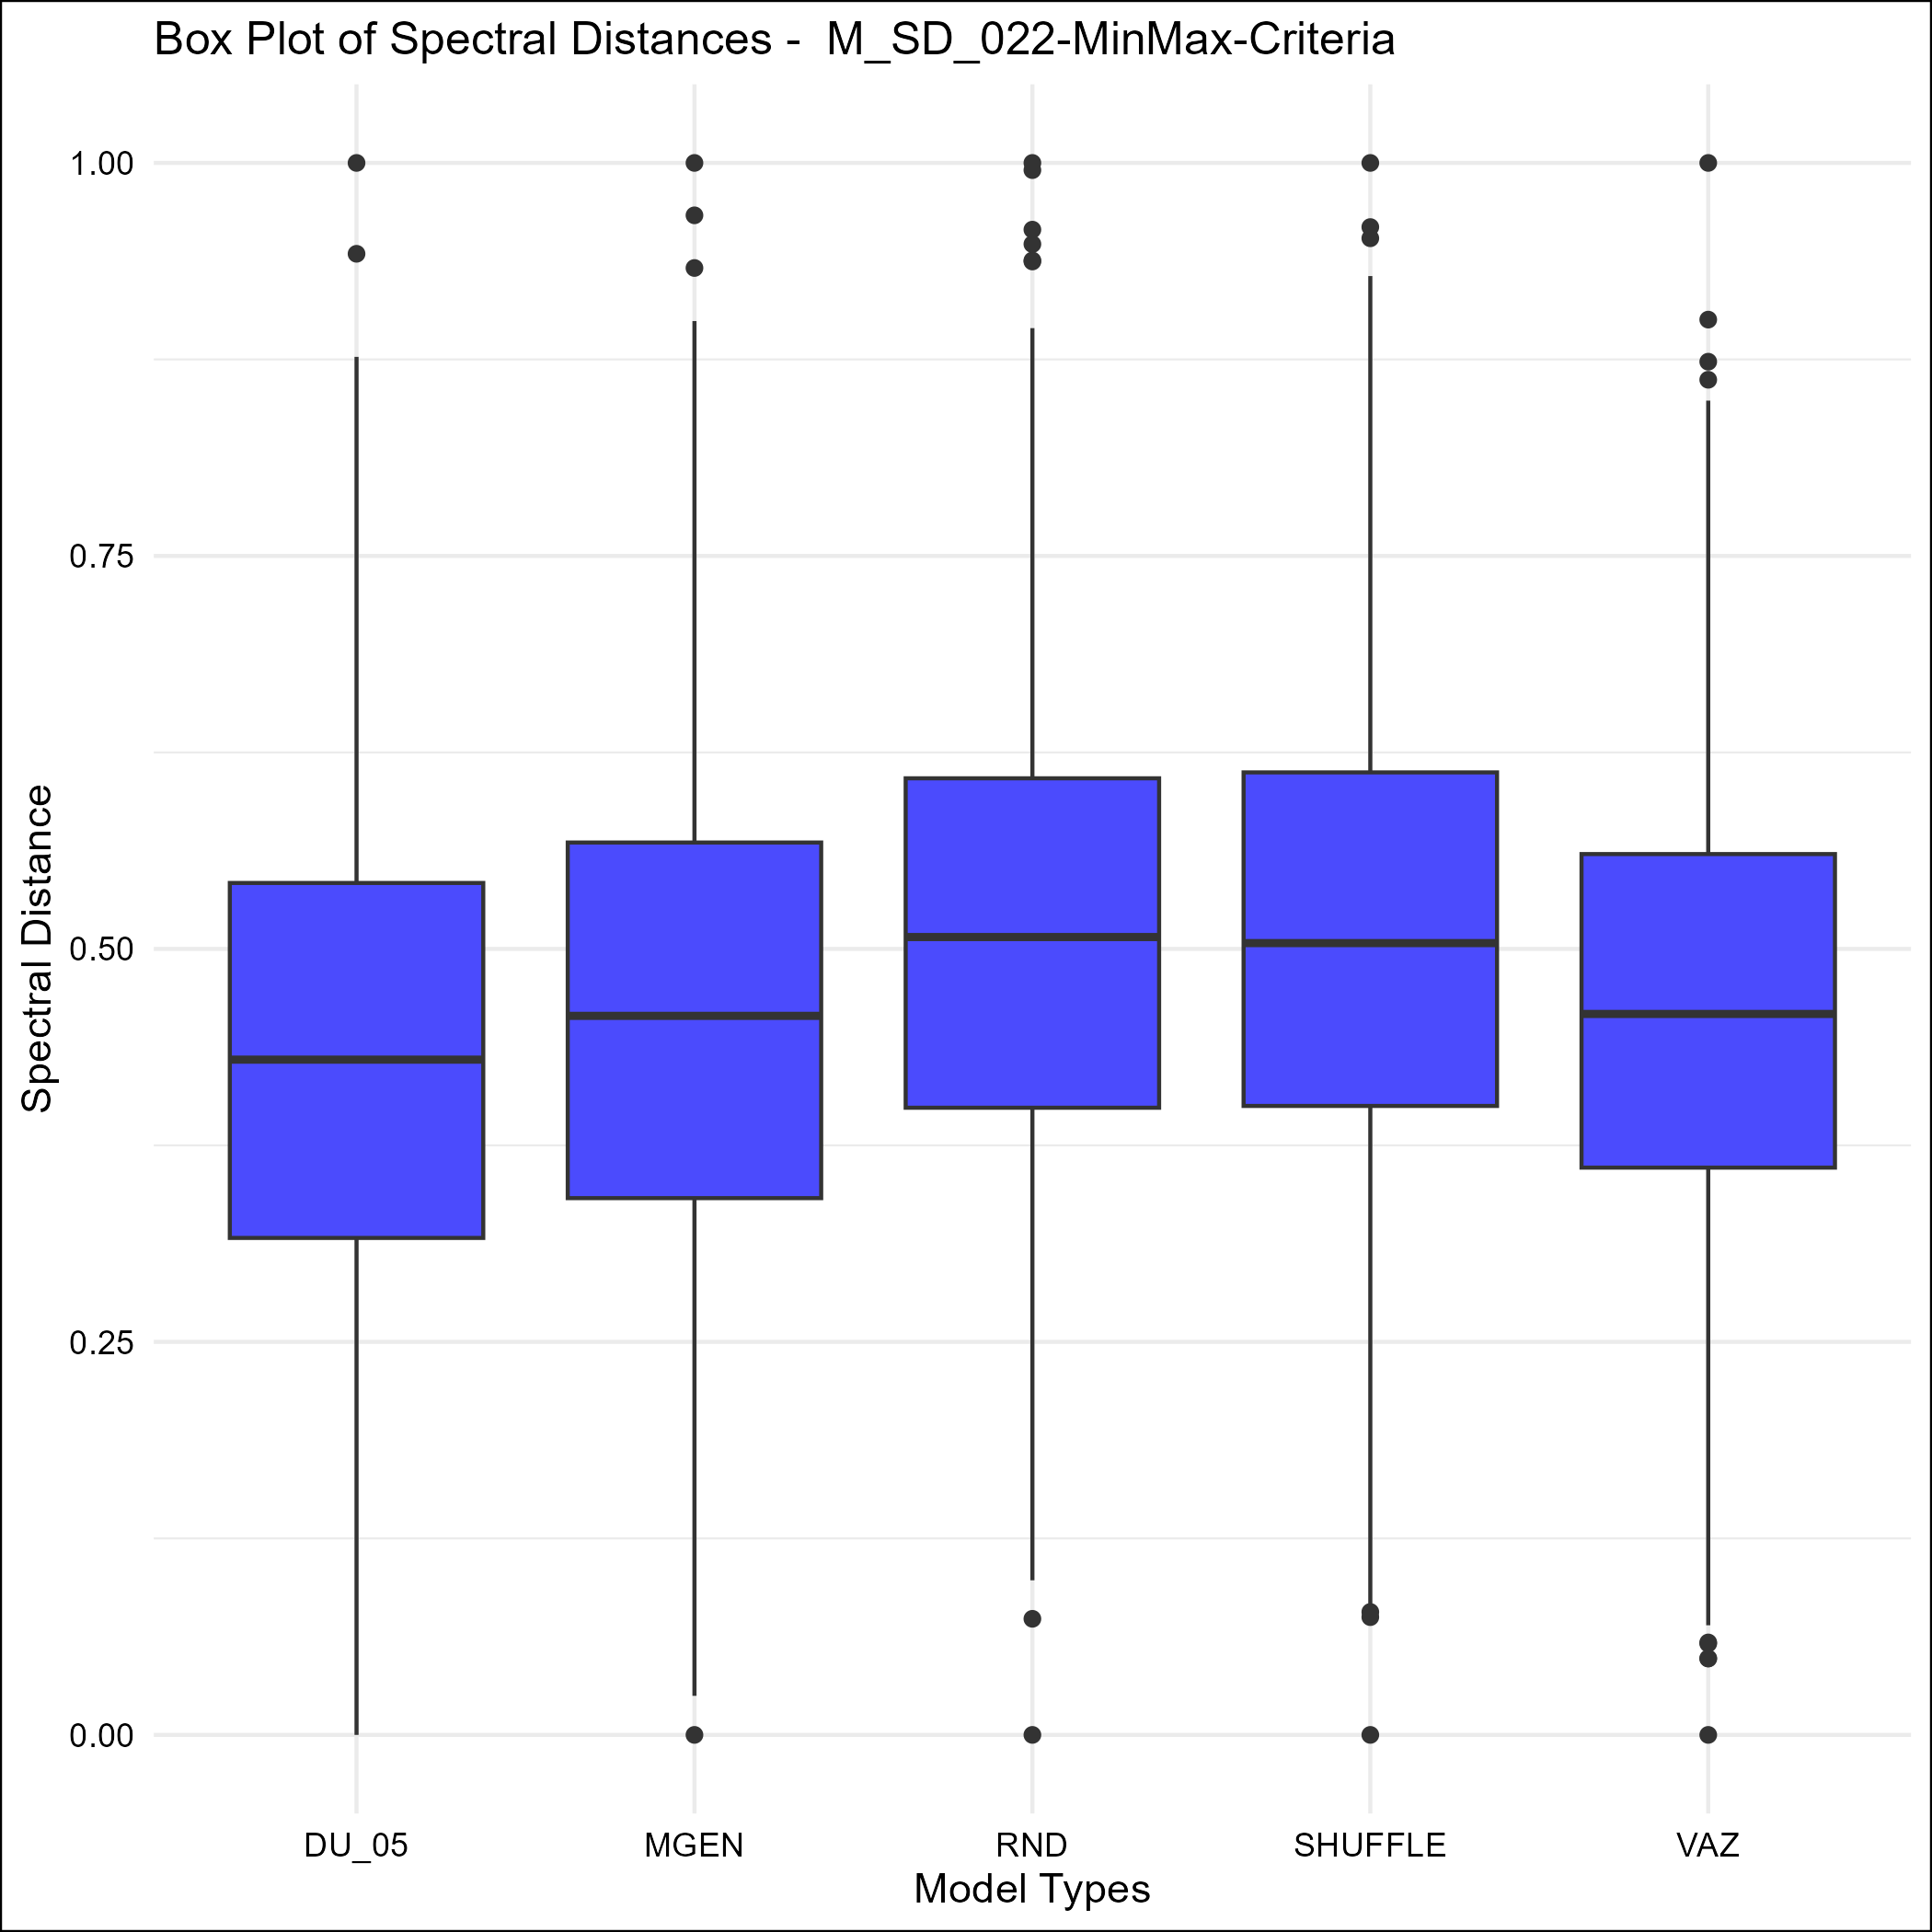 Box Plot of Spectral Distances -  M_SD_022-MinMax-Criteria
1.00
0.75
0.50
0.25
0.00
Spectral Distance
DU_05 MGEN RND SHUFFLE VAZ
Model Types